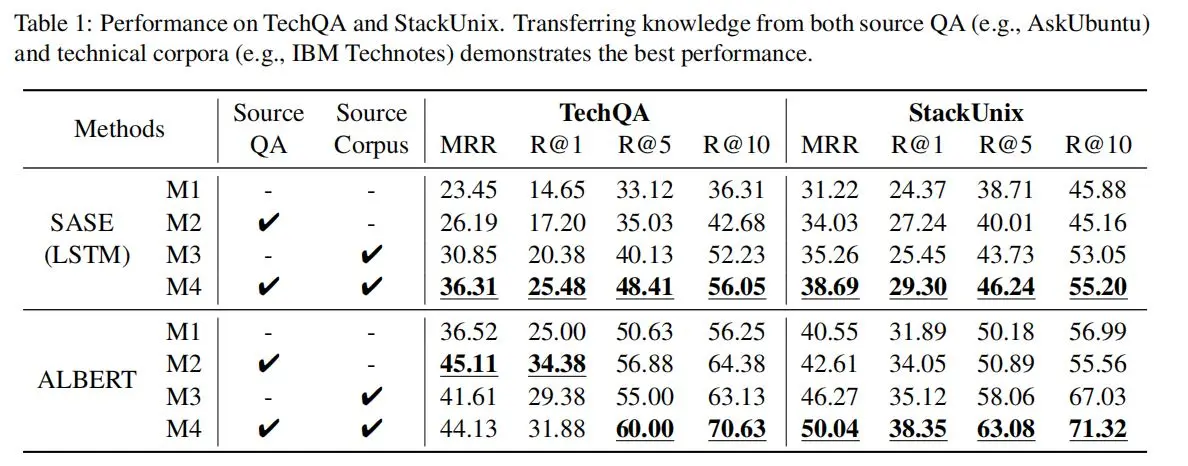 Table 1: Performance on TechQA and StackUnix. Transferring knowledge from both source QA (e.g., AskUbuntu)
and technical corpora (e.g., IBM Technotes) demonstrates the best performance.
Methods Source QA Source Corpus TechQA StackUnix
MRR R@1 R@5 R@10 MRR R@1 R@5 R@10
SASE (LSTM)
M1 - - 23.45 14.65 33.12 36.31 31.22 24.37 38.71 45.88
M2 ✔ - 26.19 17.20 35.03 42.68 34.03 27.24 40.01 45.16
M3 - ✔ 30.85 20.38 40.13 52.23 35.26 25.45 43.73 53.05
M4 ✔ ✔ 36.31 25.48 48.41 56.05 38.69 29.30 46.24 55.20
ALBERT
M1 - - 36.52 25.00 50.63 56.25 40.55 31.89 50.18 56.99
M2 ✔ - 45.11 34.38 56.88 64.38 42.61 34.05 50.89 55.56
M3 - ✔ 41.61 29.38 55.00 63.13 46.27 35.12 58.06 67.03
M4 ✔ ✔ 44.13 31.88 60.00 70.63 50.04 38.35 63.08 71.32